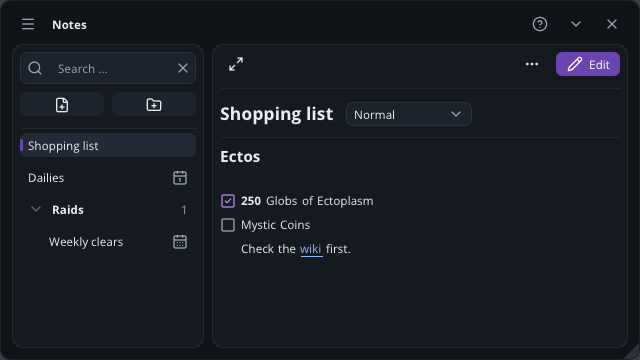 Notes
Search ...
Edit
Shopping list
Normal
Shopping list
Dailies
Raids 1
Weekly clears
Ectos
250 Globs of Ectoplasm
Mystic Coins
Check the wiki first.